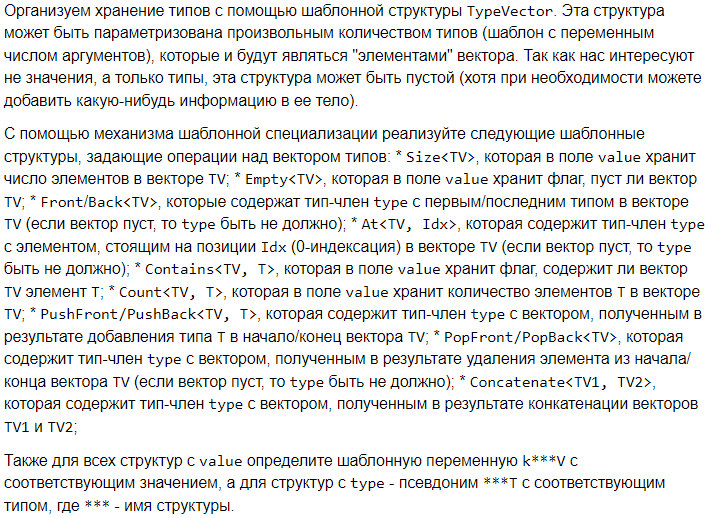 Организуем хранение типов с помощью шаблонной структуры TypeVector. Эта структура
может быть параметризована произвольным количеством типов (шаблон с переменным
числом аргументов), которые и будут являться "элементами" вектора. Так как нас интересуют
не значения, а только типы, эта структура может быть пустой (хотя при необходимости можете
добавить какую-нибудь информацию в ее тело).
С помощью механизма шаблонной специализации реализуйте следующие шаблонные
структуры, задающие операции над вектором типов: * Size<TV>, которая в поле value хранит
число элементов в векторе TV; * Empty<TV>, которая в поле value хранит флаг, пуст ли вектор
TV; * Front/Back<TV>, которые содержат тип-член type с первым/последним типом в векторе
TV (если вектор пуст, то type быть не должно); * At<TV, Idx>, которая содержит тип-член type
с элементом, стоящим на позиции Idx (0-индексация) в векторе TV (если вектор пуст, то type
быть не должно); * Contains<TV, T>, которая в поле value хранит флаг, содержит ли вектор
TV элемент T; * Count<TV, T>, которая в поле value хранит количество элементов T в векторе
TV; * PushFront/PushBack<TV, T>, которая содержит тип-член type с вектором, полученным в
результате добавления типа T в начало/конец вектора TV; * PopFront/PopBack<TV>, которая
содержит тип-член type с вектором, полученным в результате удаления элемента из начала/
конца вектора TV (если вектор пуст, то type быть не должно); * Concatenate<TV1, TV2>,
которая содержит тип-член type с вектором, полученным в результате конкатенации векторов
TV1 и TV2;
Также для всех структур с value определите шаблонную переменную k***V с
соответствующим значением, а для структур с type - псевдоним ***T с соответствующим
типом, где *** - имя структуры.